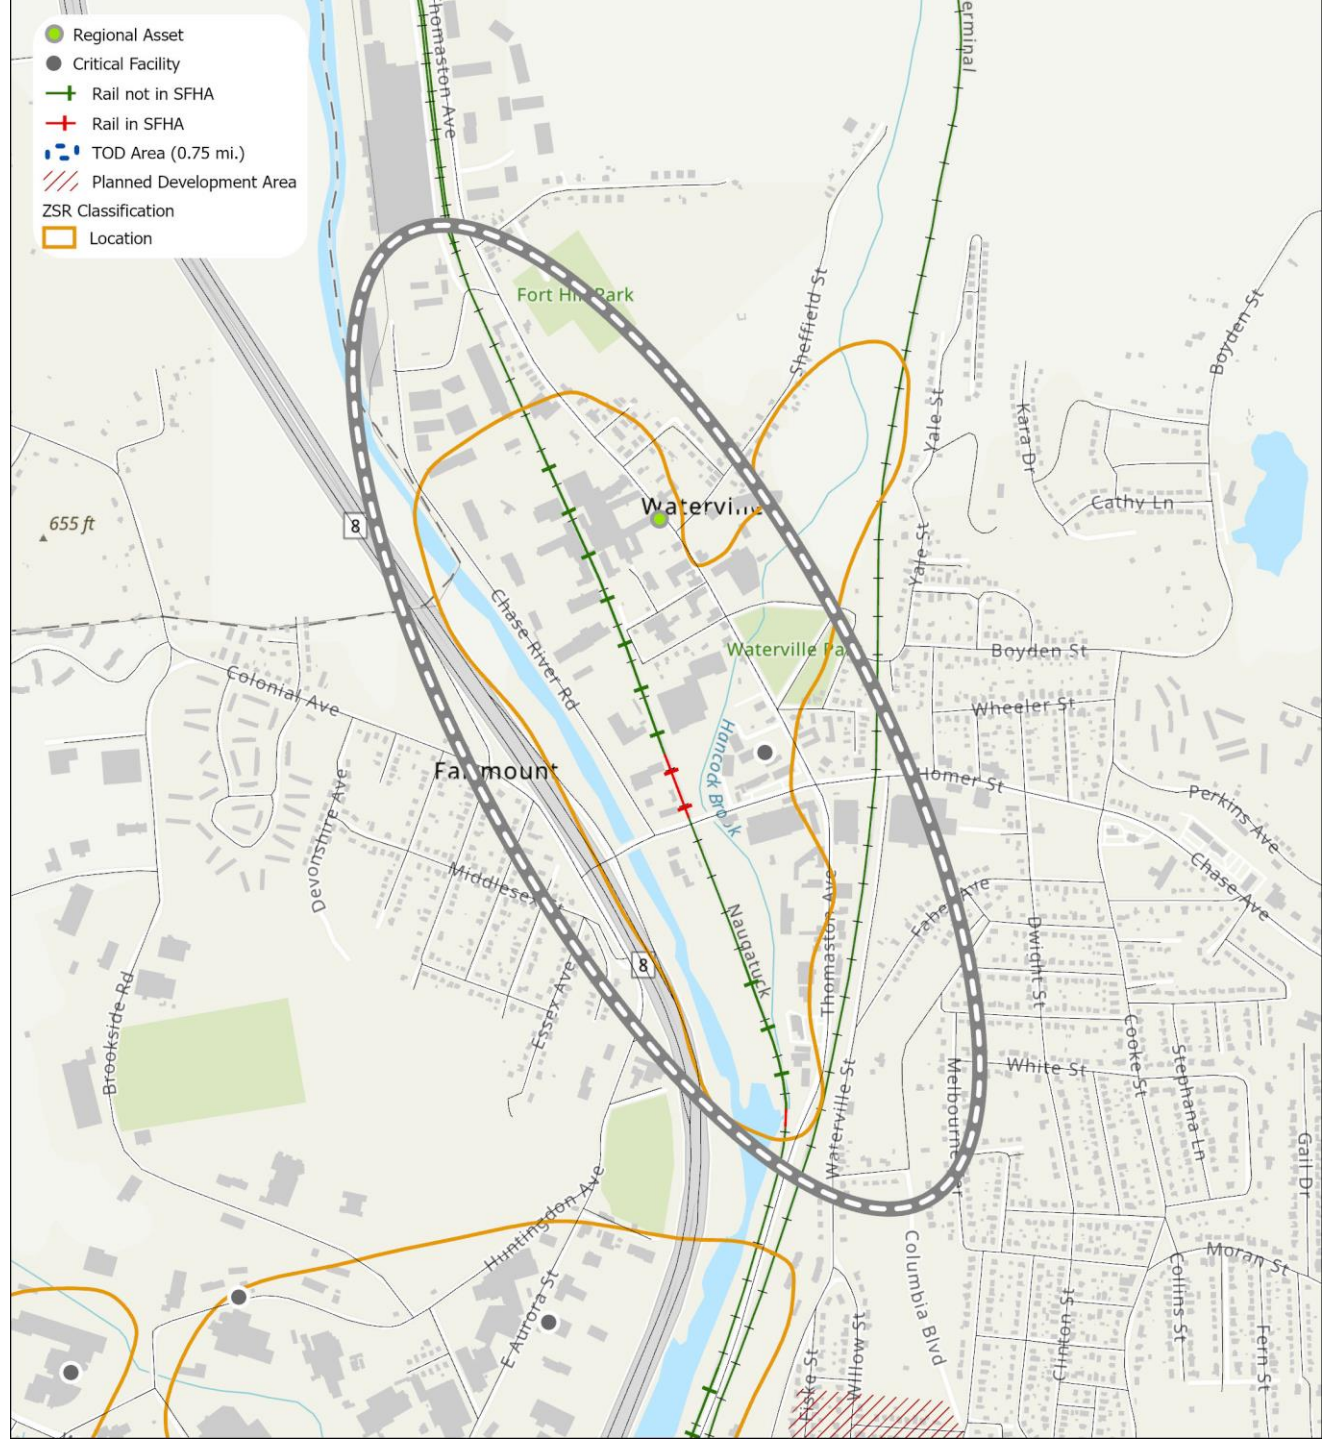 Regional Asset
Critical Facility
Rail not in SFHA
Rail in SFHA
TOD Area (0.75 mi.)
Planned Development Area
ZSR Classification
Location
Thomaston Ave
Fort Hill Park
Sheffield St
Boyden St
Yale St
Kara Dr
Cathy Ln
655 ft
8
Waterville
Yale St
Chase River Rd
Waterville Pa
Boyden St
Colonial Ave
Wheeler St
Hancock Brook
Homer St
Devonshire Ave
Perkins Ave
Middlesex
Chase Ave
Naugatuck
Thomaston Ave
Dwight St
8
Essex Ave
Brookside Rd
Cooke St
Stephana Ln
White St
Melbourne
Waterville St
Gail Dr
Huntingdon Ave
Columbia Blvd
Moran St
Collins St
E Aurora St
Clinton St
Fern St
Willow St
Fiske St